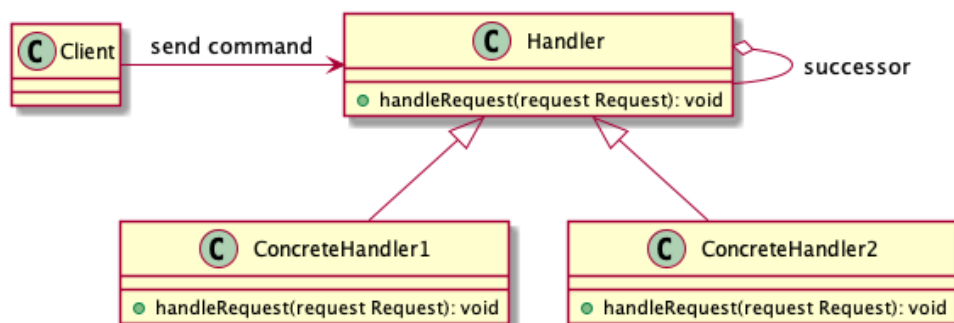 C Client
send command
C Handler
successor
handleRequest(request Request): void
C ConcreteHandler1
handleRequest(request Request): void
C ConcreteHandler2
handleRequest(request Request): void